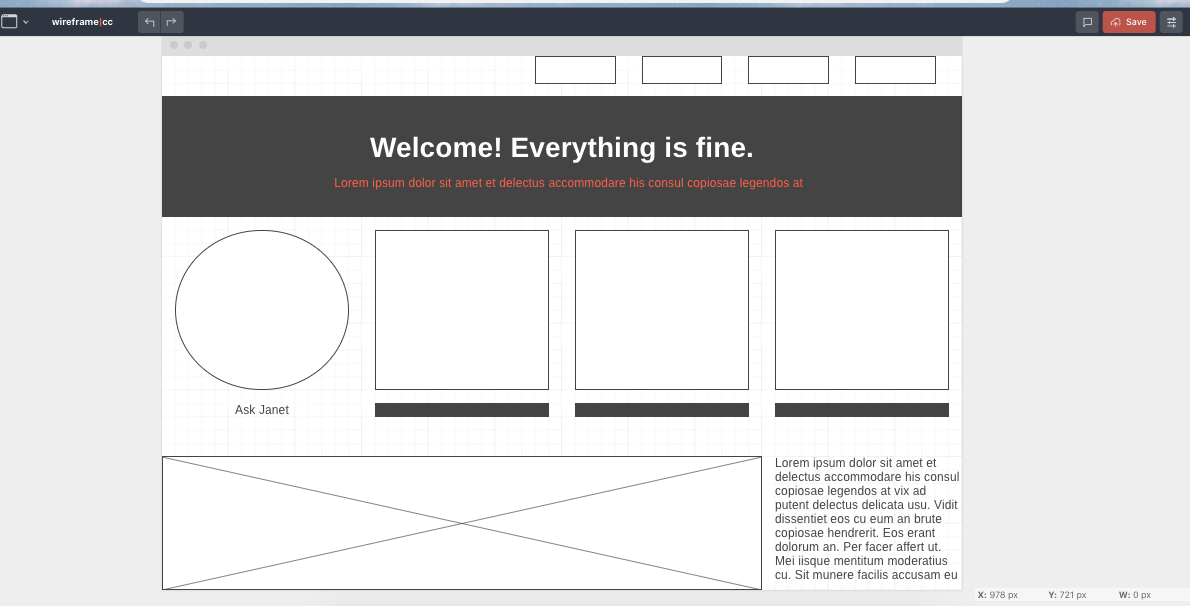 wireframe|cc
Save
Welcome! Everything is fine.
Lorem ipsum dolor sit amet et delectus accommodare his consul copiosae legendos at
Ask Janet
Lorem ipsum dolor sit amet et
delectus accommodare his consul
copiosae legendos at vix ad
putent delectus delicata usu. Vidit
dissentiet eos cu eum an brute
copiosae hendrerit. Eos erant
dolorum an. Per facer affert ut.
Mei iisque mentitum moderatius
cu. Sit munere facilis accusam eu
X: 978 px Y: 721 px W: 0 px